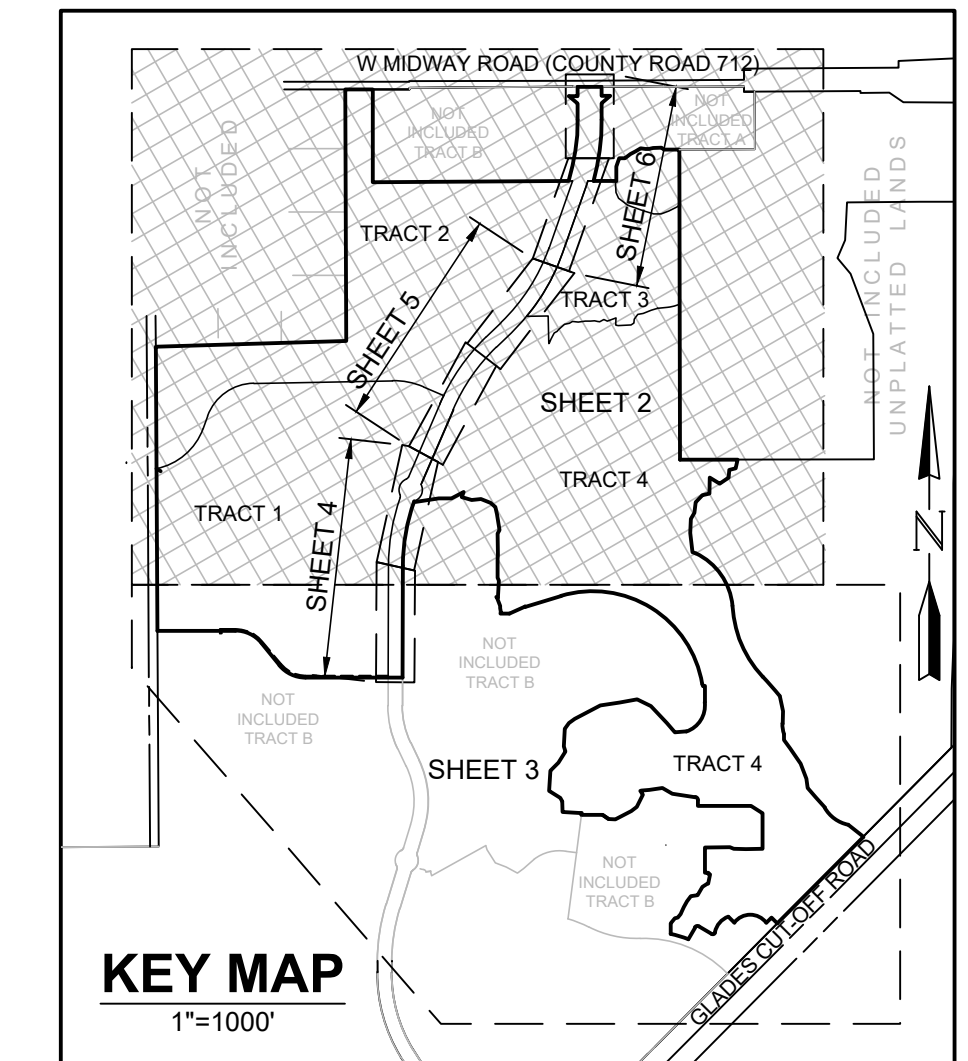 W MIDWAY ROAD (COUNTY ROAD 712)
NOT
INCLUDED
TRACT B
NOT
INCLUDED
TRACT A
NOT
INCLUDED
NOT INCLUDED
UNPLATTED LANDS
SHEET 6
TRACT 2
TRACT 3
SHEET 5
SHEET 2
TRACT 4
TRACT 1
SHEET 4
N
NOT
INCLUDED
TRACT B
NOT
INCLUDED
TRACT B
SHEET 3
TRACT 4
NOT
INCLUDED
TRACT B
GLADES CUT-OFF ROAD
KEY MAP
1"=1000'